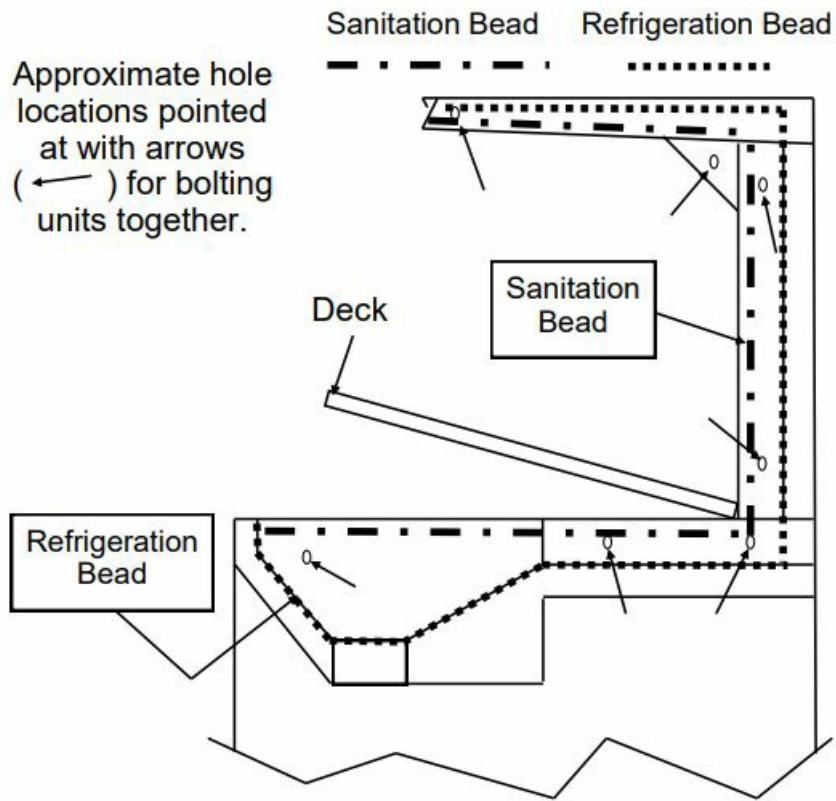 Sanitation Bead Refrigeration Bead
Approximate hole
locations pointed
at with arrows
( ← ) for bolting
units together.
Sanitation
Bead
Deck
Refrigeration
Bead